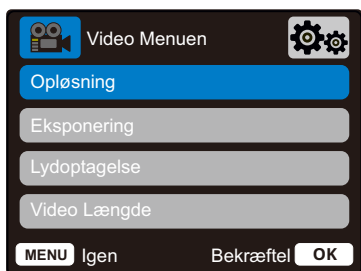 Video Menuen
Opløsning
Eksponering
Lydoptagelse
Video Længde
MENU Igen Bekræftel OK